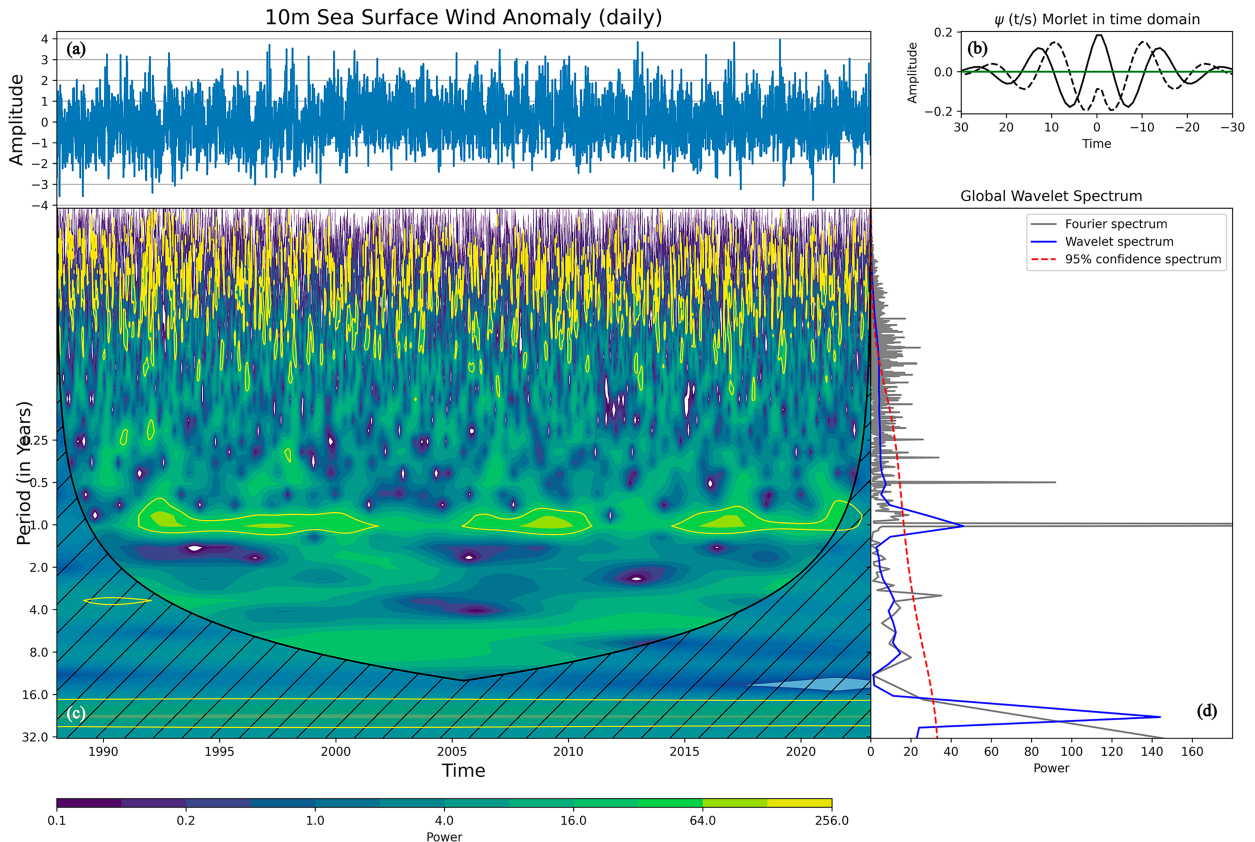 10m Sea Surface Wind Anomaly (daily)
(a)
Amplitude
4
3
2
1
0
−1
−2
−3
−4
ψ (t/s) Morlet in time domain
(b)
Amplitude
0.2
0.0
−0.2
30 20 10 0 −10 −20 −30
Time
Period (in Years)
0.25
0.5
1.0
2.0
4.0
8.0
16.0
32.0
(c)
1990 1995 2000 2005 2010 2015 2020
Time
Global Wavelet Spectrum
Fourier spectrum
Wavelet spectrum
95% confidence spectrum
(d)
0 20 40 60 80 100 120 140 160
Power
0.1 0.2 1.0 4.0 16.0 64.0 256.0
Power